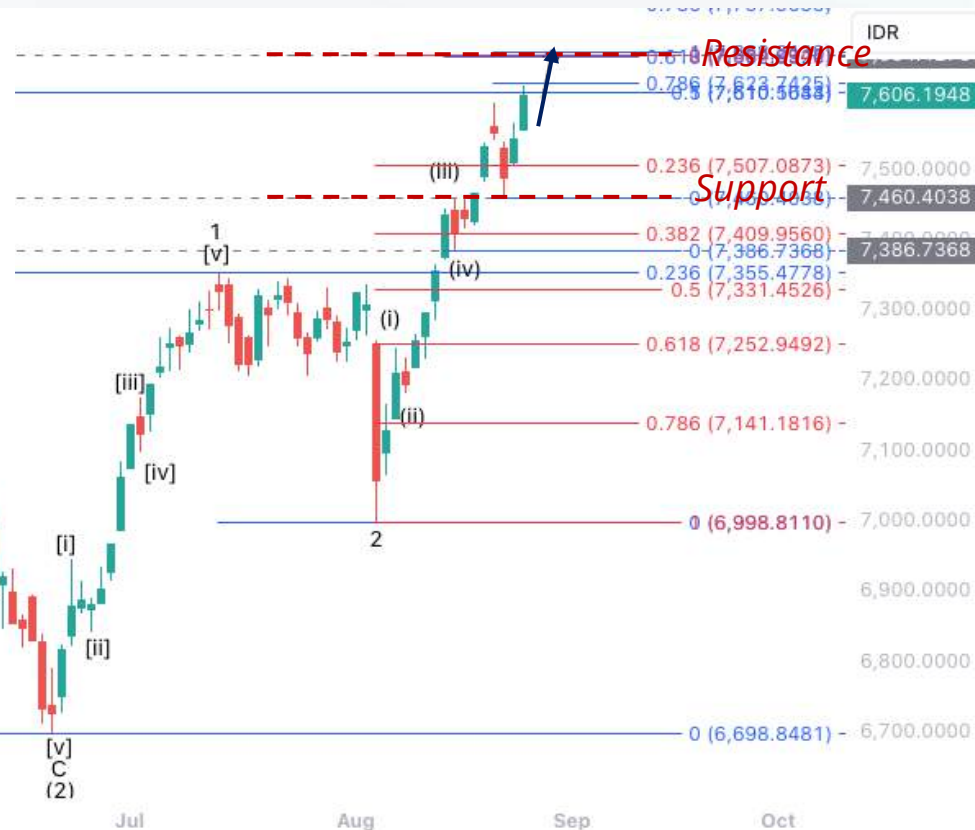 IDR
Resistance
0.786 (7,623.7425)
7,606.1948
0.236 (7,507.0873)
7,500.0000
(III)
Support
7,460.4038
0.382 (7,409.9560)
1
[v]
0 (7,386.7368)
7,386.7368
(iv)
0.236 (7,355.4778)
0.5 (7,331.4526)
7,300.0000
(i)
0.618 (7,252.9492)
7,200.0000
[iii]
(ii)
0.786 (7,141.1816)
7,100.0000
[iv]
(6,998.8110)
7,000.0000
2
[i]
6,900.0000
[ii]
6,800.0000
0 (6,698.8481)
6,700.0000
[v]
C
(2)
Jul Aug Sep Oct